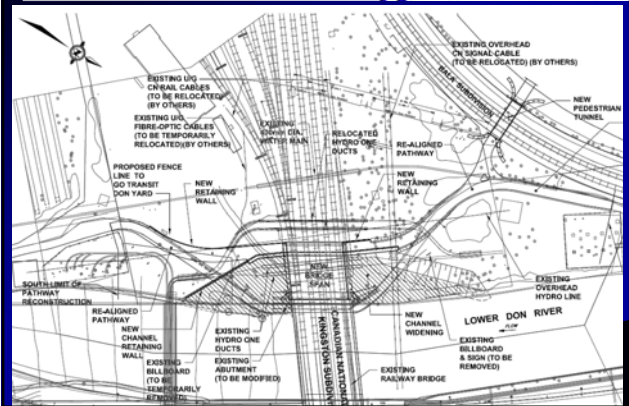 EXISTING OVERHEAD
CN SIGNAL CABLE
(TO BE RELOCATED) (BY OTHERS)
BALA SUBDIVISION
NEW
PEDESTRIAN
TUNNEL
EXISTING U/G
CN RAIL CABLES
(TO BE RELOCATED)
(BY OTHERS)
EXISTING U/G
FIBRE-OPTIC CABLES
(TO BE TEMPORARILY
RELOCATED)(BY OTHERS)
EXISTING
DIA.
WATER MAIN
RELOCATED
HYDRO ONE
DUCTS
RE-ALIGNED
PATHWAY
PROPOSED FENCE
LINE TO
GO TRANSIT
DON YARD
NEW
RETAINING
WALL
NEW
RETAINING
WALL
NEW
BRIDGE
SPAN
SOUTH LIMIT OF
PATHWAY
RECONSTRUCTION
RE-ALIGNED
PATHWAY
NEW
CHANNEL
RETAINING
WALL
EXISTING
BILLBOARD
(TO BE
TEMPORARILY
REMOVED)
EXISTING
HYDRO ONE
DUCTS
EXISTING
ABUTMENT
(TO BE MODIFIED)
CANADIAN NATIONA
KINGSTON SUBDIV
EXISTING
RAILWAY BRIDGE
NEW
CHANNEL
WIDENING
EXISTING
OVERHEAD
HYDRO LINE
LOWER DON RIVER
FLOW
EXISTING
BILLBOARD
& SIGN (TO BE
REMOVED)